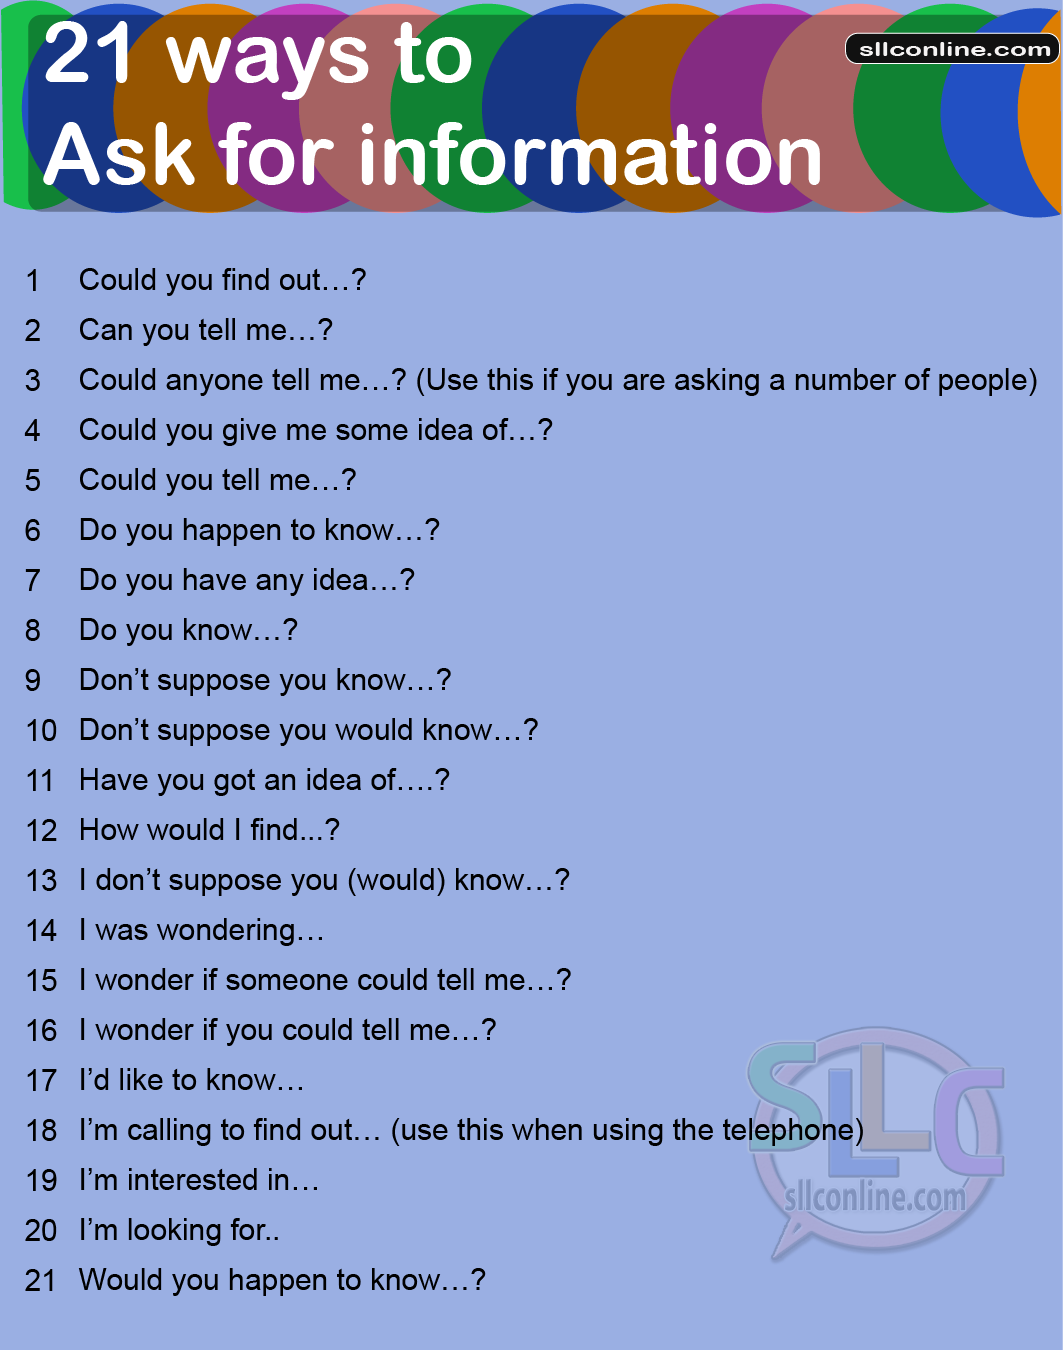 21 ways to
sllconline.com
Ask for information
1 Could you find out…?
2 Can you tell me…?
3 Could anyone tell me…? (Use this if you are asking a number of people)
4 Could you give me some idea of…?
5 Could you tell me…?
6 Do you happen to know…?
7 Do you have any idea…?
8 Do you know…?
9 Don’t suppose you know…?
10 Don’t suppose you would know…?
11 Have you got an idea of….?
12 How would I find...?
13 I don’t suppose you (would) know…?
14 I was wondering…
15 I wonder if someone could tell me…?
16 I wonder if you could tell me…?
17 I’d like to know…
18 I’m calling to find out… (use this when using the telephone)
19 I’m interested in…
20 I’m looking for..
21 Would you happen to know…?
SLLC
sllconline.com